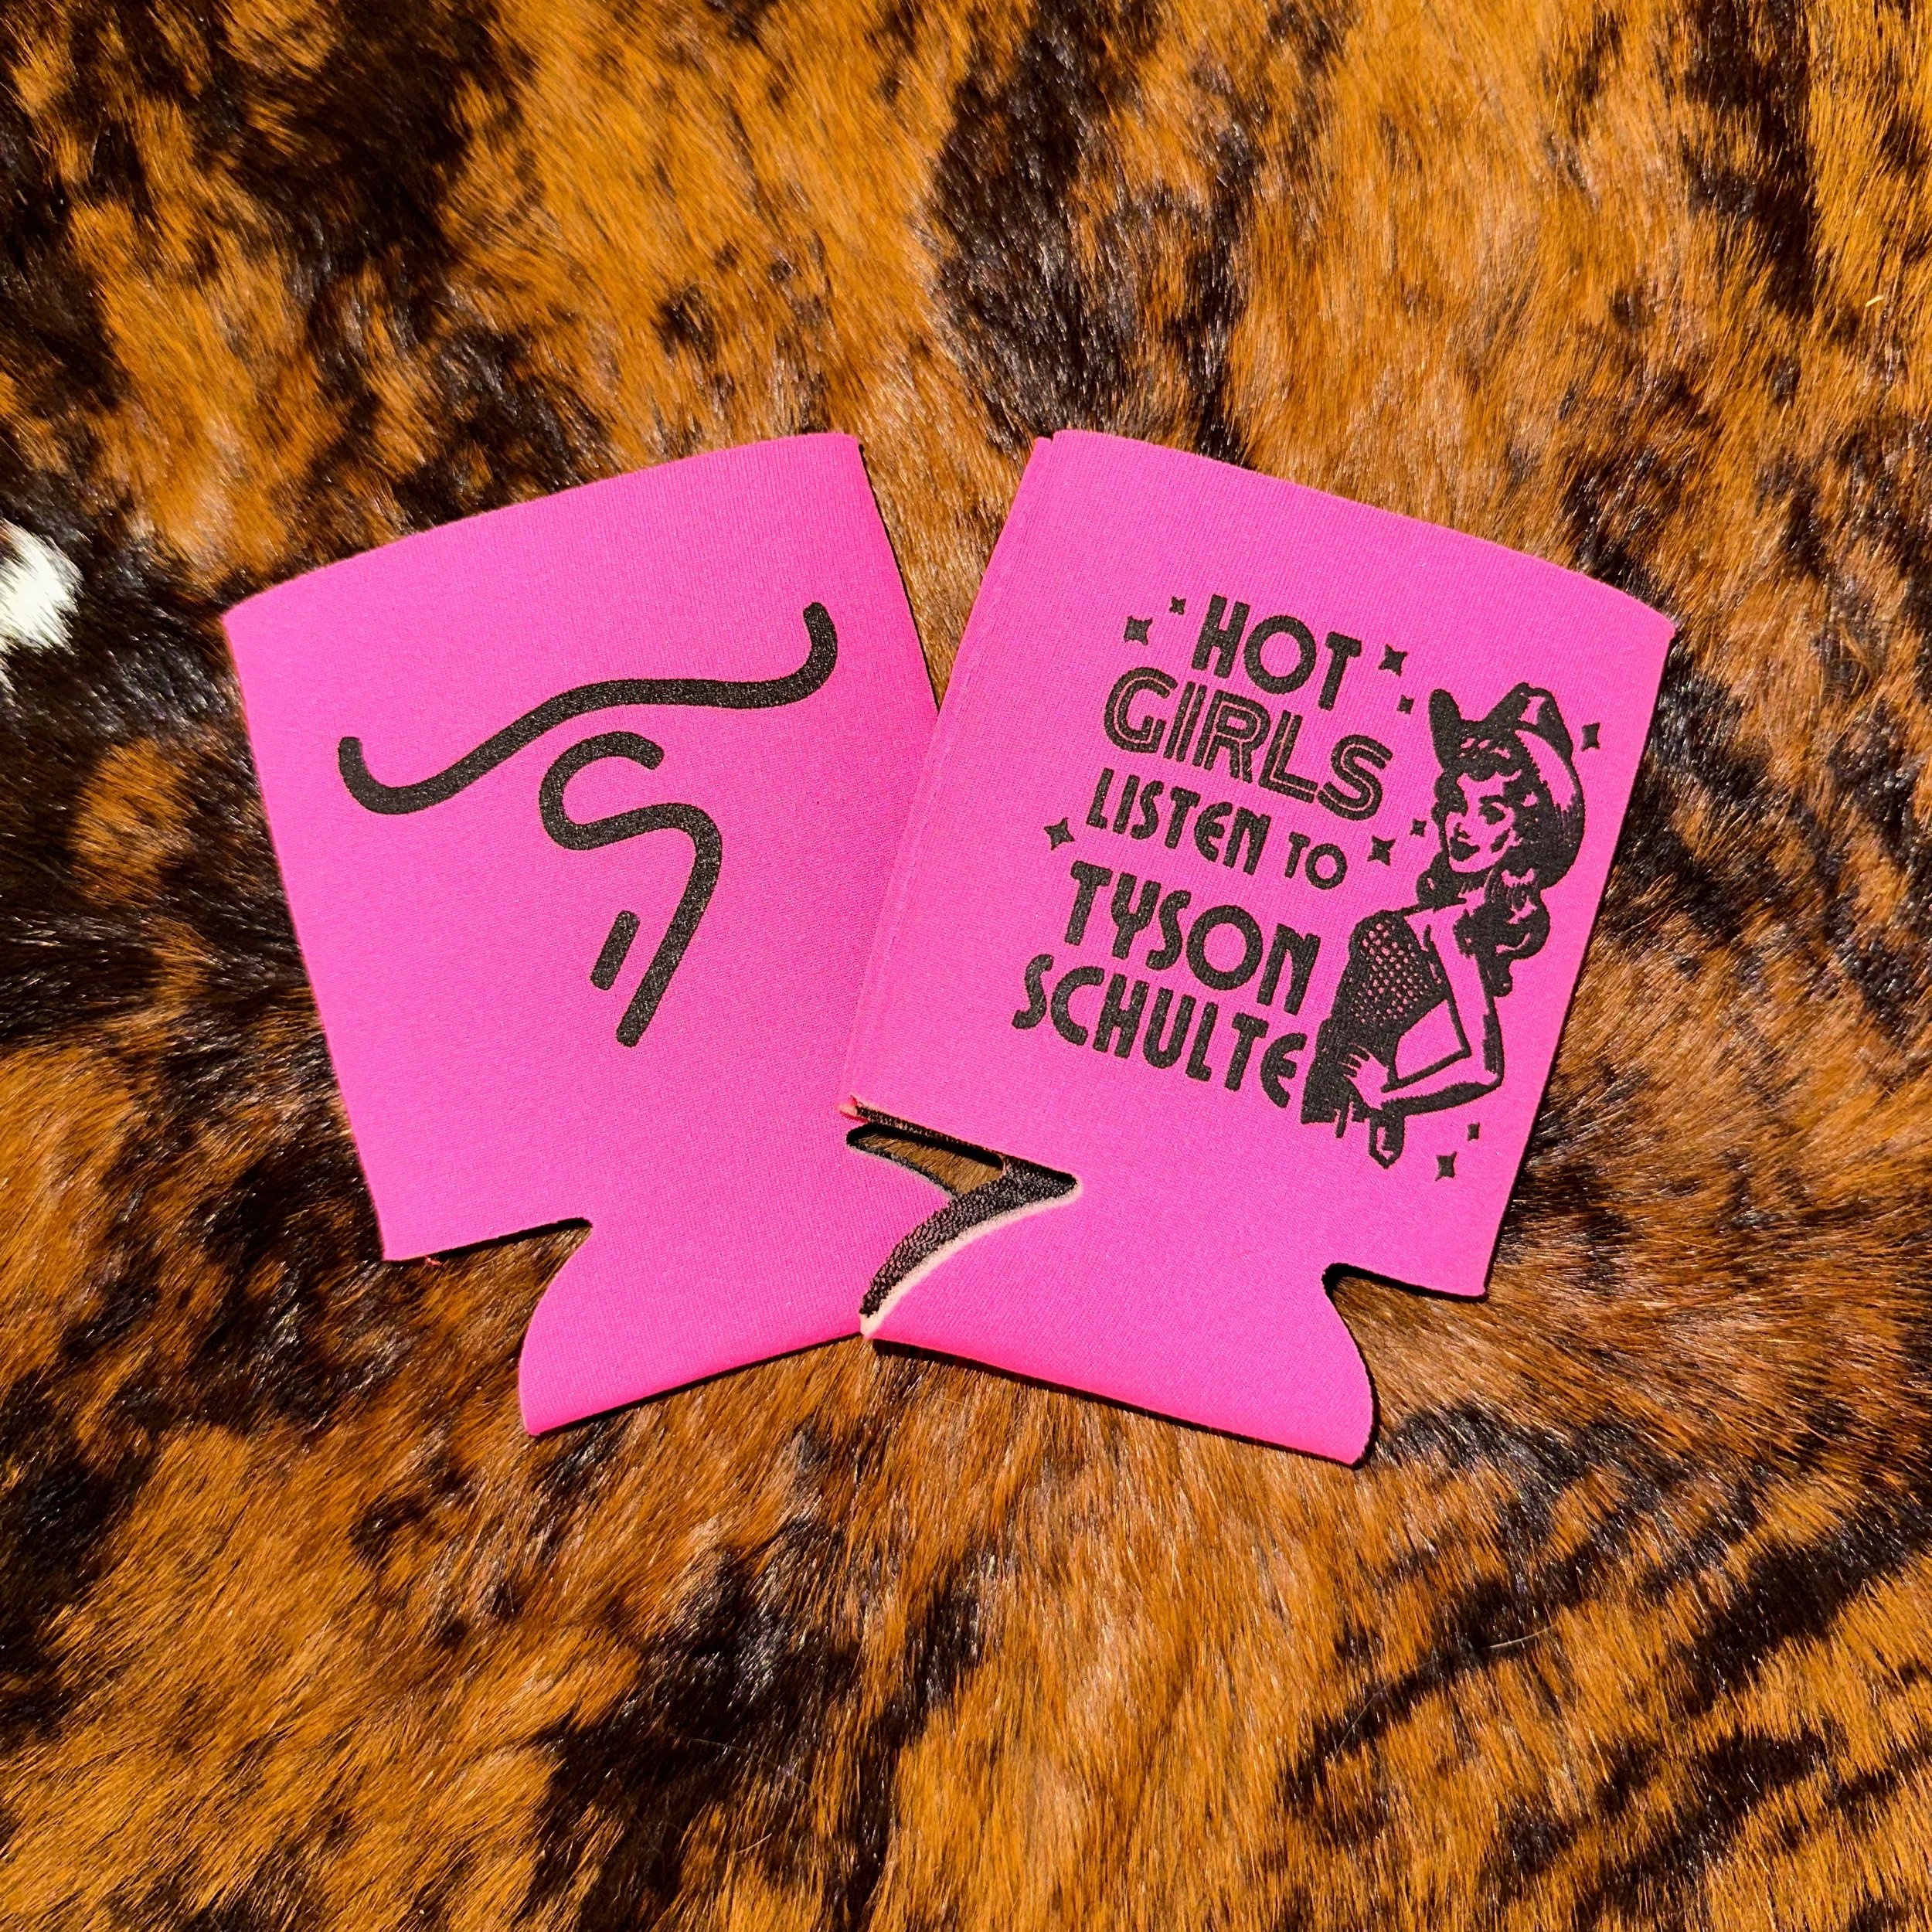 HOT
GIRLS
LISTEN TO
TYSON
SCHULTE